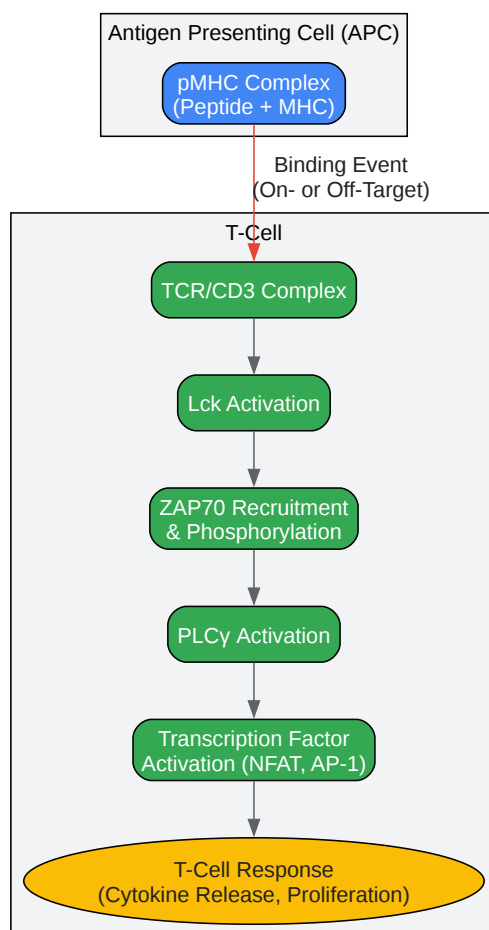 Antigen Presenting Cell (APC)
pMHC Complex
(Peptide + MHC)
Binding Event
(On- or Off-Target)
T-Cell
TCR/CD3 Complex
Lck Activation
ZAP70 Recruitment
& Phosphorylation
PLCγ Activation
Transcription Factor
Activation (NFAT, AP-1)
T-Cell Response
(Cytokine Release, Proliferation)